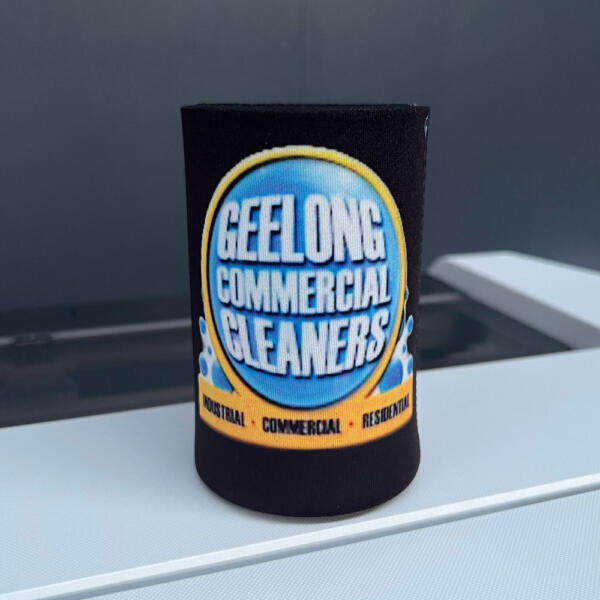 GEELONG
COMMERCIAL
CLEANERS
INDUSTRIAL · COMMERCIAL · RESIDENTIAL